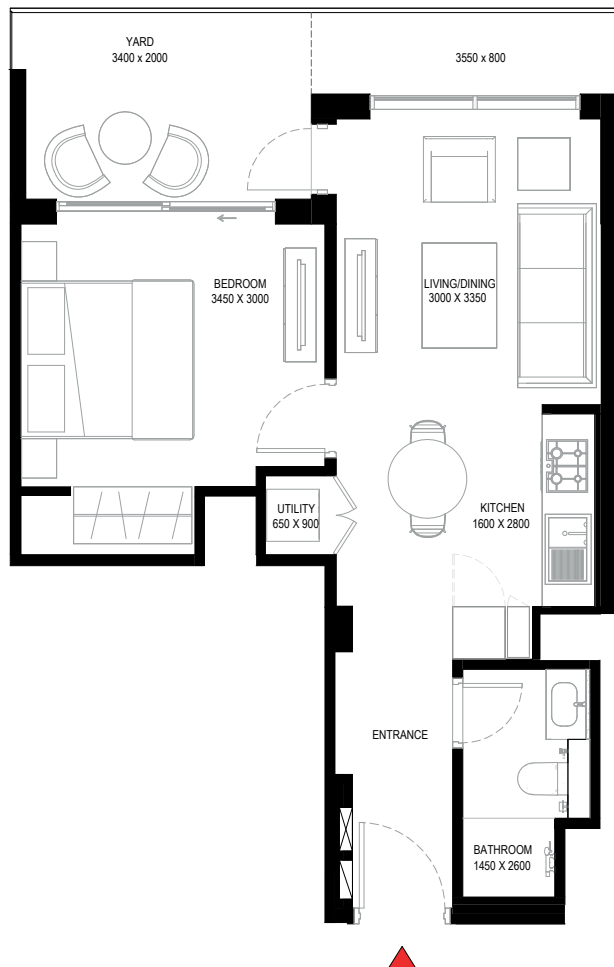 YARD
3400 x 2000
3550 x 800
BEDROOM
3450 X 3000
LIVING/DINING
3000 X 3350
UTILITY
650 X 900
KITCHEN
1600 X 2800
ENTRANCE
BATHROOM
1450 X 2600